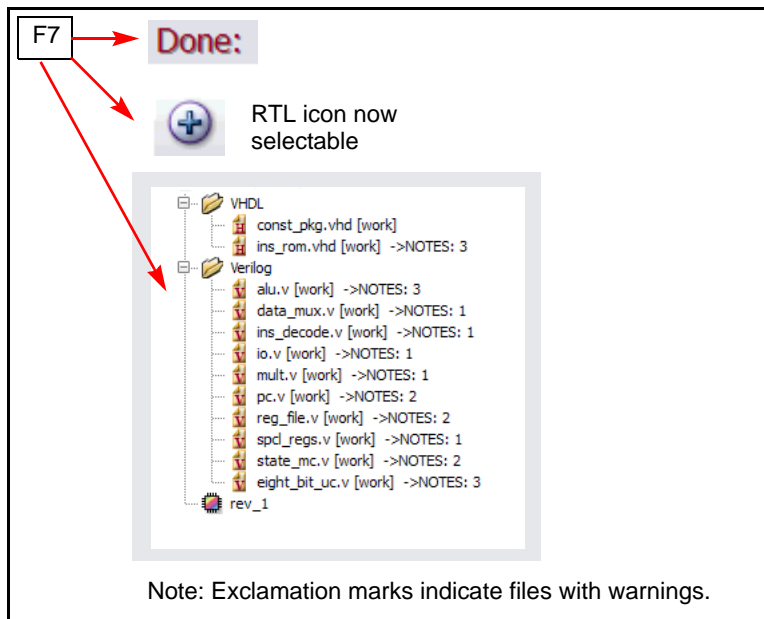 F7
Done:
RTL icon now
selectable
VHDL
const_pkg.vhd [work]
ins_rom.vhd [work] ->NOTES: 3
Verilog
alu.v [work] ->NOTES: 3
data_mux.v [work] ->NOTES: 1
ins_decode.v [work] ->NOTES: 1
io.v [work] ->NOTES: 1
mult.v [work] ->NOTES: 1
pc.v [work] ->NOTES: 2
reg_file.v [work] ->NOTES: 2
spcl_regs.v [work] ->NOTES: 1
state_mc.v [work] ->NOTES: 2
eight_bit_uc.v [work] ->NOTES: 3
rev_1
Note: Exclamation marks indicate files with warnings.